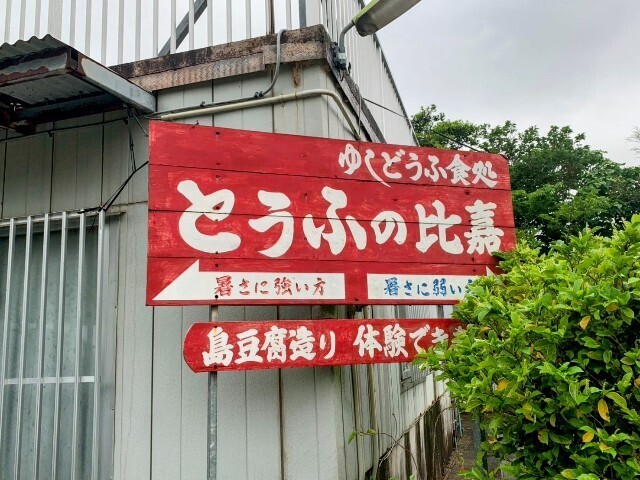 ゆしどうふ食処
とうふの比嘉
暑さに強い方 暑さに弱い方
島豆腐造り 体験でき